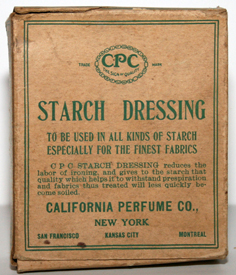 CPC
TRADE MARK
STARCH DRESSING
TO BE USED IN ALL KINDS OF STARCH
ESPECIALLY FOR THE FINEST FABRICS
CPC STARCH DRESSING reduces the
labor of ironing, and gives to the starch that
quality which helps it to withstand respiration
and fabrics thus treated will less quickly be-
come soiled.
CALIFORNIA PERFUME CO.,
NEW YORK
SAN FRANCISCO KANSAS CITY MONTREAL